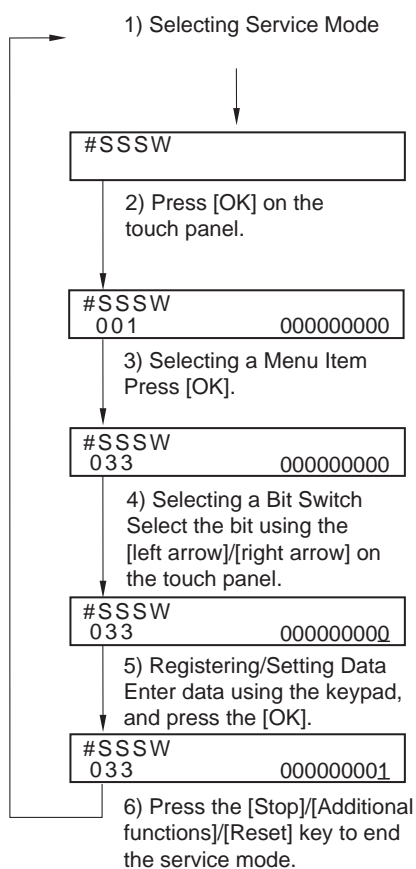 1) Selecting Service Mode
#SSSW
2) Press [OK] on the
touch panel.
#SSSW
001 000000000
3) Selecting a Menu Item
Press [OK].
#SSSW
033 000000000
4) Selecting a Bit Switch
Select the bit using the
[left arrow]/[right arrow] on
the touch panel.
#SSSW
033 000000000
5) Registering/Setting Data
Enter data using the keypad,
and press the [OK].
#SSSW
033 000000001
6) Press the [Stop]/[Additional
functions]/[Reset] key to end
the service mode.